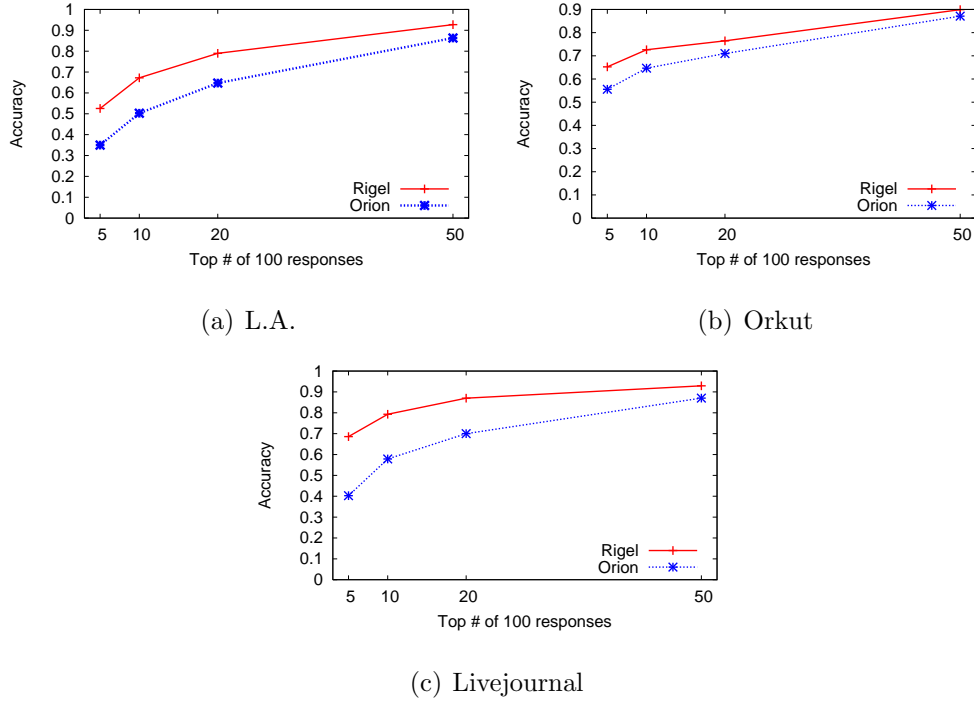 1
0.9
0.8
0.7
0.6
0.5
0.4
0.3
0.2
0.1
0
Accuracy
Rigel
Orion
5 10 20 50
Top # of 100 responses
(a) L.A.
0.9
0.8
0.7
0.6
0.5
0.4
0.3
0.2
0.1
0
Accuracy
Rigel
Orion
5 10 20 50
Top # of 100 responses
(b) Orkut
1
0.9
0.8
0.7
0.6
0.5
0.4
0.3
0.2
0.1
0
Accuracy
Rigel
Orion
5 10 20 50
Top # of 100 responses
(c) Livejournal